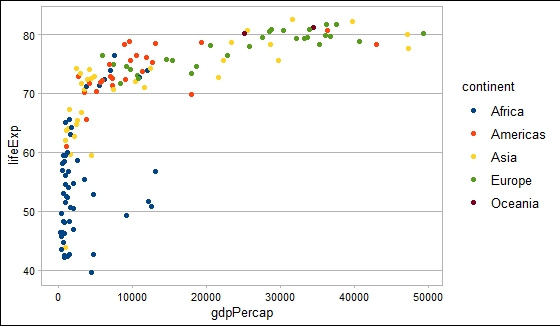 80
70
60
50
40
lifeExp
0
10000
20000
30000
40000
50000
gdpPercap
continent
Africa
Americas
Asia
Europe
Oceania